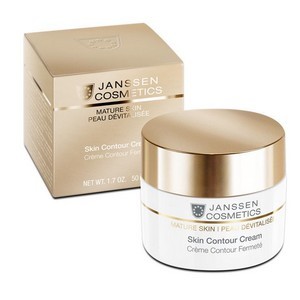 JANSSEN
COSMETICS
MATURE SKIN
PEAU DÉVITALISÉE
Skin Contour Cream
Crème Contour Fermeté
NET WT. 1.7 OZ. 50
JANSSEN
COSMETICS
MATURE SKIN | PEAU DÉVITALISÉE
Skin Contour Cream
Crème Contour Fermeté